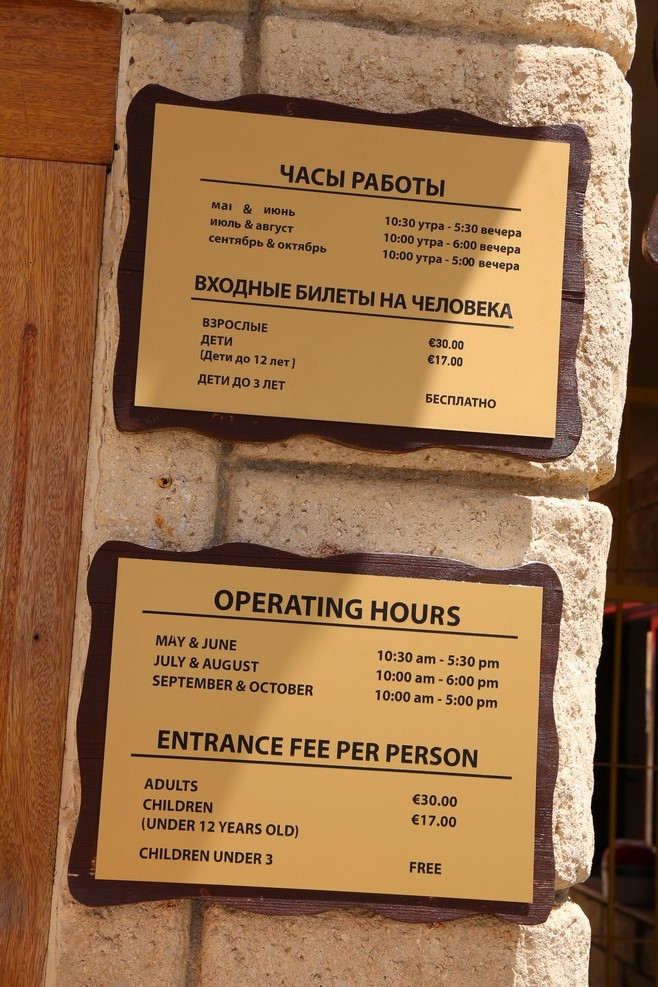 ЧАСЫ РАБОТЫ
маі & июнь 10:30 утра - 5:30 вечера
июль & август 10:00 утра - 6:00 вечера
сентябрь & октябрь 10:00 утра - 5:00 вечера
ВХОДНЫЕ БИЛЕТЫ НА ЧЕЛОВЕКА
ВЗРОСЛЫЕ €30.00
ДЕТИ €17.00
(Дети до 12 лет)
ДЕТИ ДО 3 ЛЕТ БЕСПЛАТНО
OPERATING HOURS
MAY & JUNE 10:30 am - 5:30 pm
JULY & AUGUST 10:00 am - 6:00 pm
SEPTEMBER & OCTOBER 10:00 am - 5:00 pm
ENTRANCE FEE PER PERSON
ADULTS €30.00
CHILDREN €17.00
(UNDER 12 YEARS OLD)
CHILDREN UNDER 3 FREE